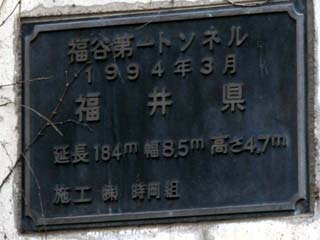 福谷第一トンネル
1994年3月
福井県
延長184m 幅8.5m 高さ4.7m
施工 ㈱ 時岡組